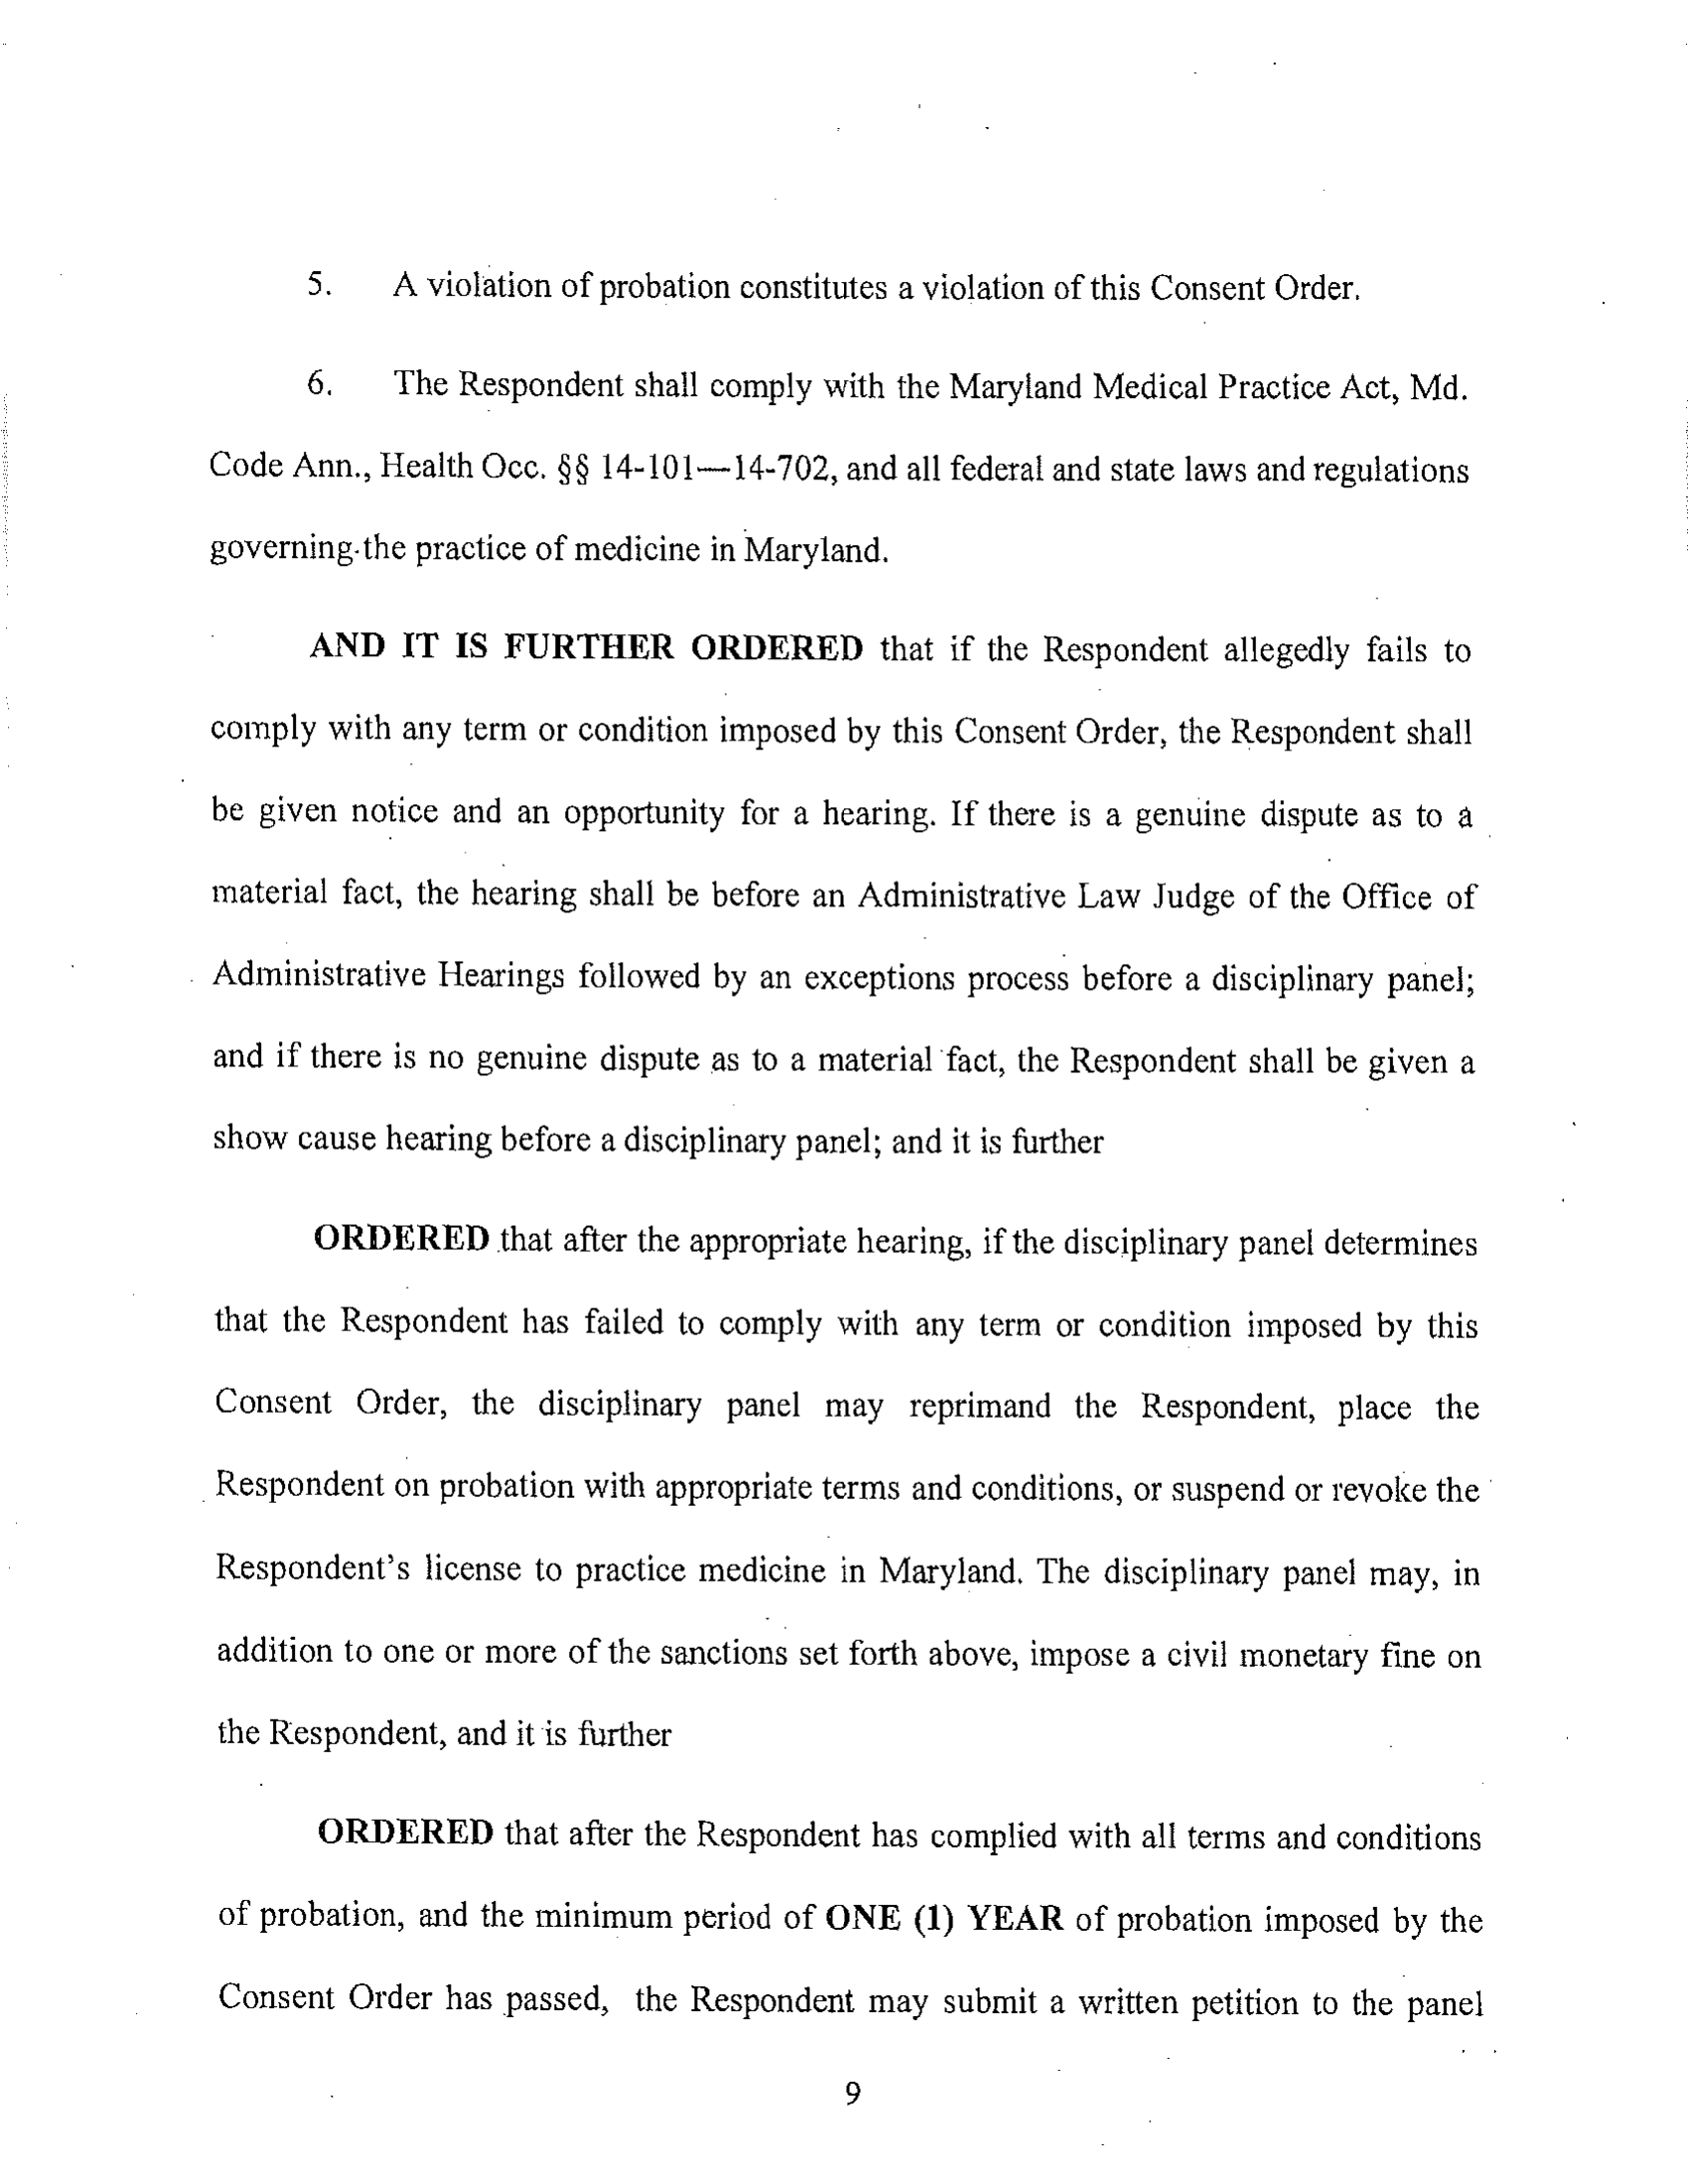 5. A violation of probation constitutes a violation of this Consent Order.
6. The Respondent shall comply with the Maryland Medical Practice Act, Md.
Code Ann., Health Occ. §§ 14-101—14-702, and all federal and state laws and regulations
governing the practice of medicine in Maryland.
AND IT IS FURTHER ORDERED that if the Respondent allegedly fails to
comply with any term or condition imposed by this Consent Order, the Respondent shall
be given notice and an opportunity for a hearing. If there is a genuine dispute as to a
material fact, the hearing shall be before an Administrative Law Judge of the Office of
Administrative Hearings followed by an exceptions process before a disciplinary panel;
and if there is no genuine dispute as to a material fact, the Respondent shall be given a
show cause hearing before a disciplinary panel; and it is further
ORDERED that after the appropriate hearing, if the disciplinary panel determines
that the Respondent has failed to comply with any term or condition imposed by this
Consent Order, the disciplinary panel may reprimand the Respondent, place the
Respondent on probation with appropriate terms and conditions, or suspend or revoke the
Respondent's license to practice medicine in Maryland. The disciplinary panel may, in
addition to one or more of the sanctions set forth above, impose a civil monetary fine on
the Respondent, and it is further
ORDERED that after the Respondent has complied with all terms and conditions
of probation, and the minimum period of ONE (1) YEAR of probation imposed by the
Consent Order has passed, the Respondent may submit a written petition to the panel
9